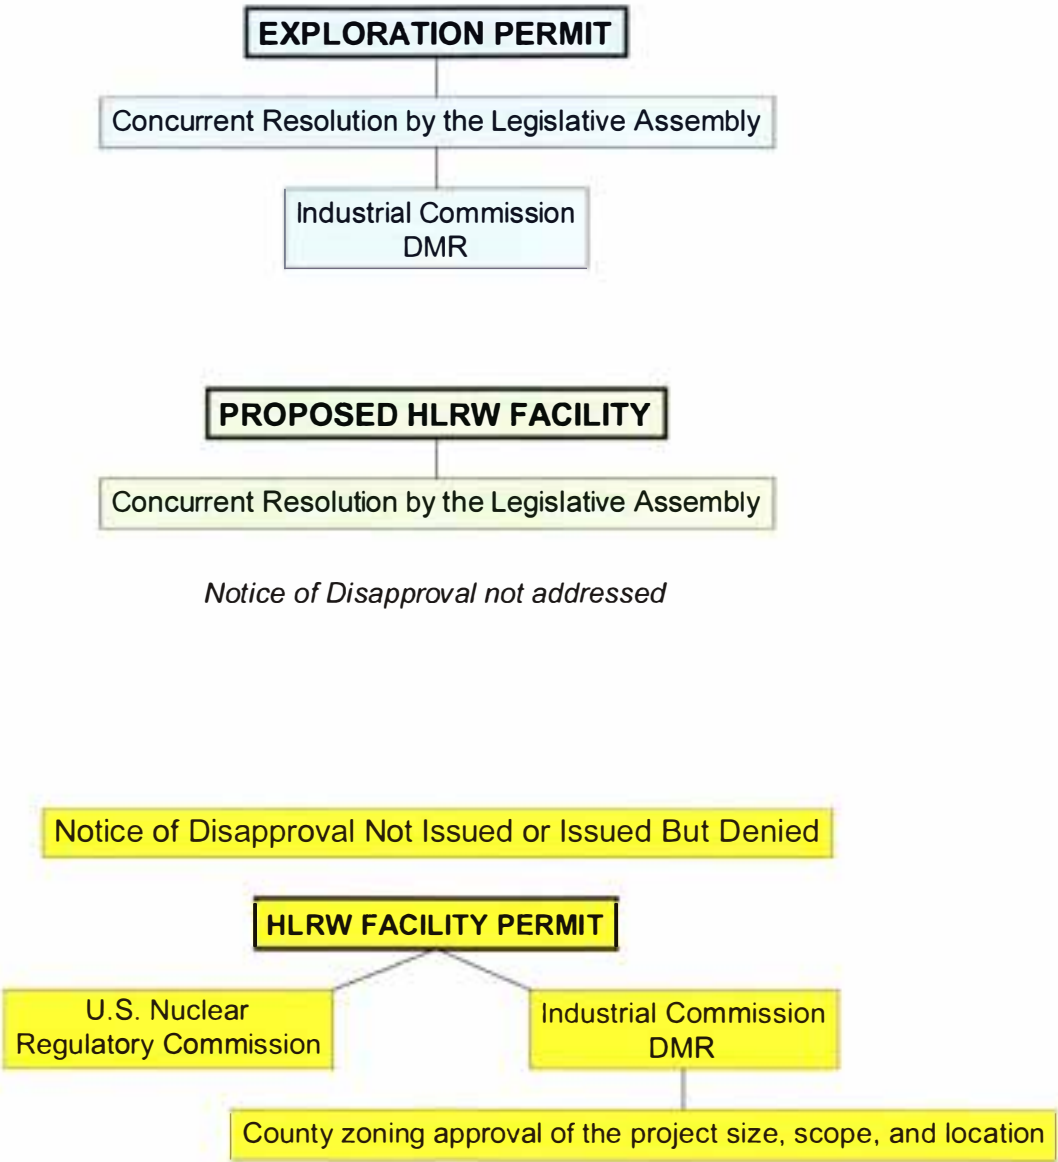 EXPLORATION PERMIT
Concurrent Resolution by the Legislative Assembly
Industrial Commission
DMR
PROPOSED HLRW FACILITY
Concurrent Resolution by the Legislative Assembly
Notice of Disapproval not addressed
Notice of Disapproval Not Issued or Issued But Denied
HLRW FACILITY PERMIT
U.S. Nuclear
Regulatory Commission
Industrial Commission
DMR
County zoning approval of the project size, scope, and location